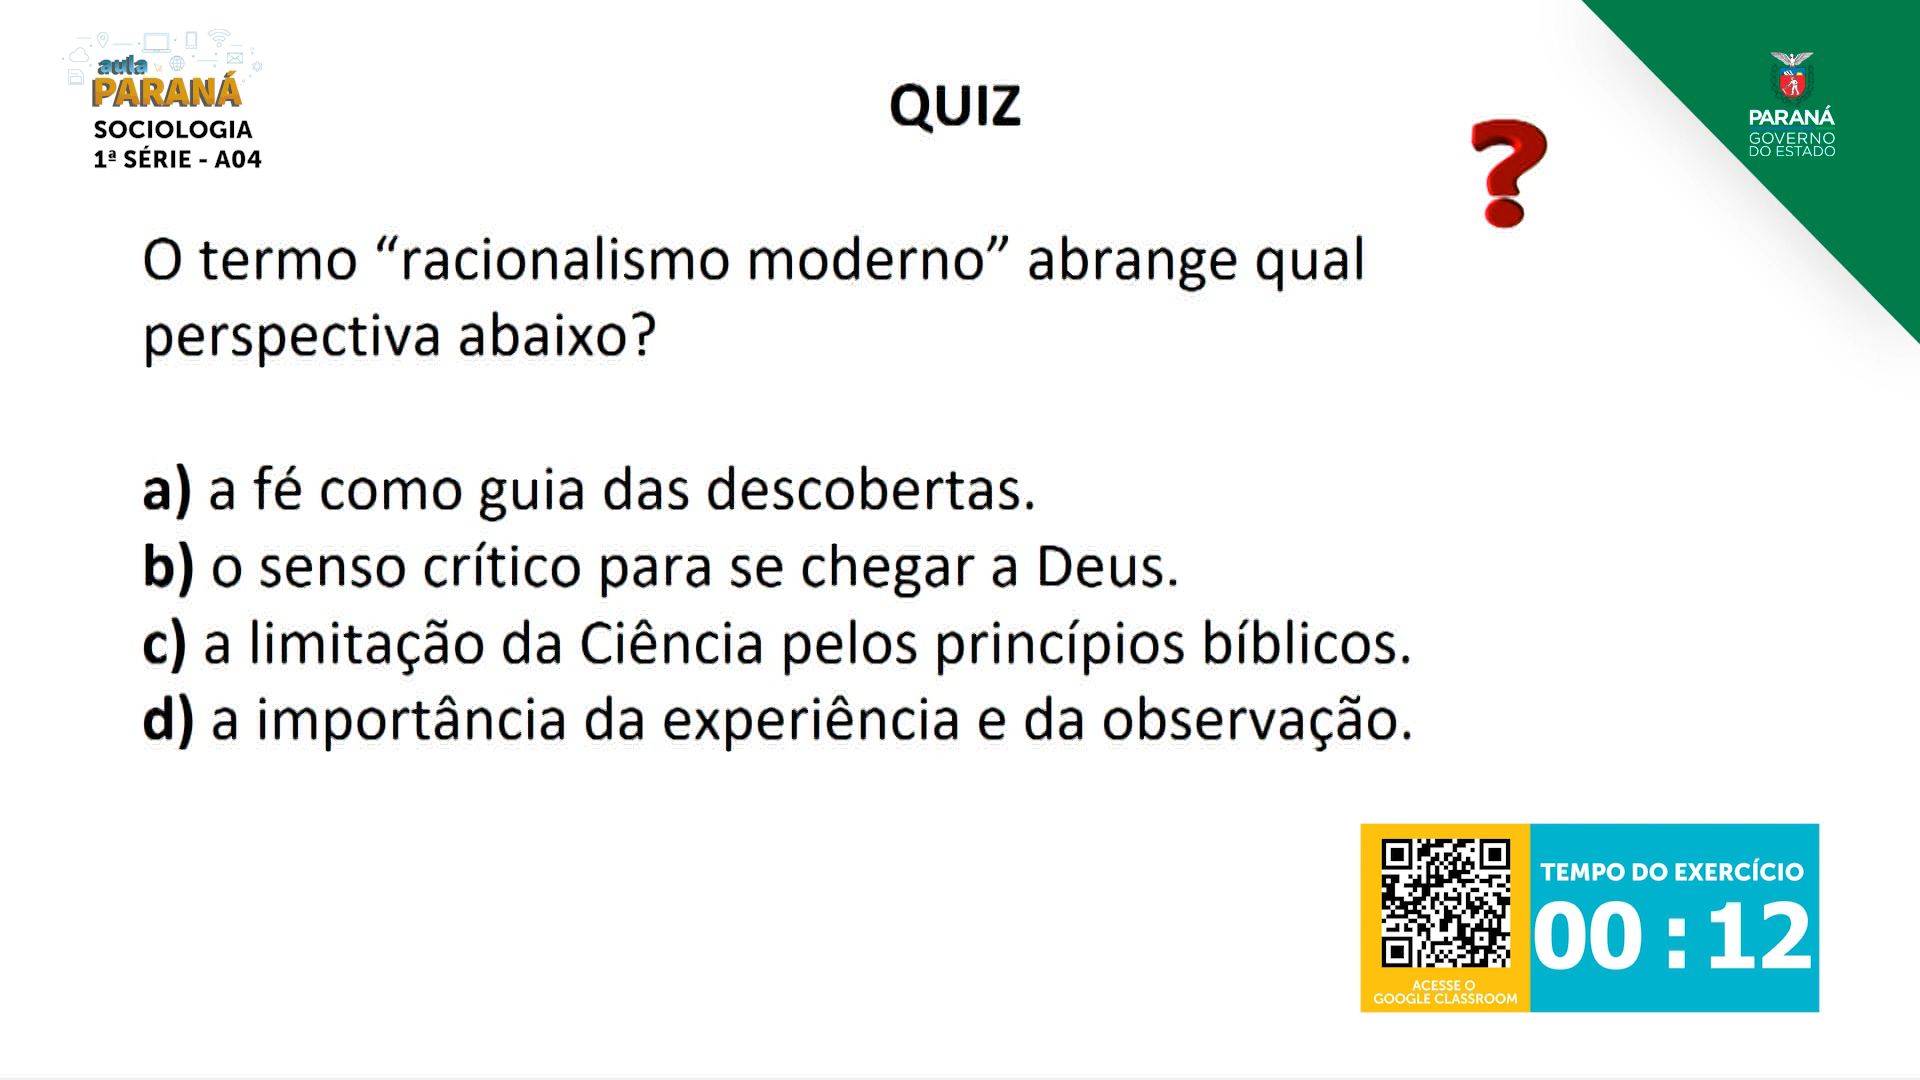 aula
PARANÁ
SOCIOLOGIA
1ª SÉRIE - A04
QUIZ
?
PARANÁ
GOVERNO
DO ESTADO
O termo “racionalismo moderno” abrange qual
perspectiva abaixo?
a) a fé como guia das descobertas.
b) o senso crítico para se chegar a Deus.
c) a limitação da Ciência pelos princípios bíblicos.
d) a importância da experiência e da observação.
TEMPO DO EXERCÍCIO
00 : 12
ACESSE O
GOOGLE CLASSROOM